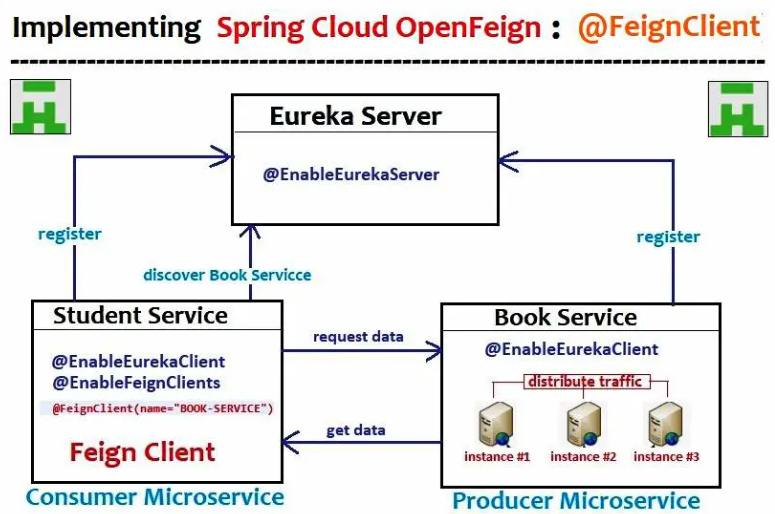 Implementing Spring Cloud OpenFeign : @FeignClient
Eureka Server
@EnableEurekaServer
register
register
discover Book Servicce
Student Service
@EnableEurekaClient
@EnableFeignClients
@FeignClient(name="BOOK-SERVICE")
Feign Client
Consumer Microservice
request data
get data
Book Service
@EnableEurekaClient
distribute traffic
instance #1 instance #2 instance #3
Producer Microservice